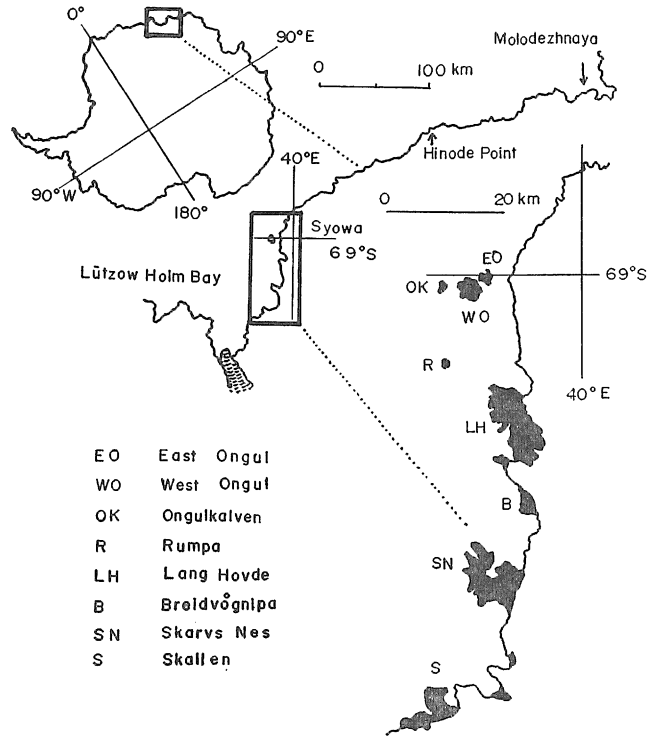 0°
90°E
90°W
180°
0 100 km
Molodezhnaya
Hinode Point
40°E
Syowa
69°S
Lützow Holm Bay
0 20 km
EO
69°S
OK
WO
R
40°E
LH
B
SN
S
EO East Ongul
WO West Ongul
OK Ongulkalven
R Rumpa
LH Lang Hovde
B Breidvågnipa
SN Skarvs Nes
S Skallen